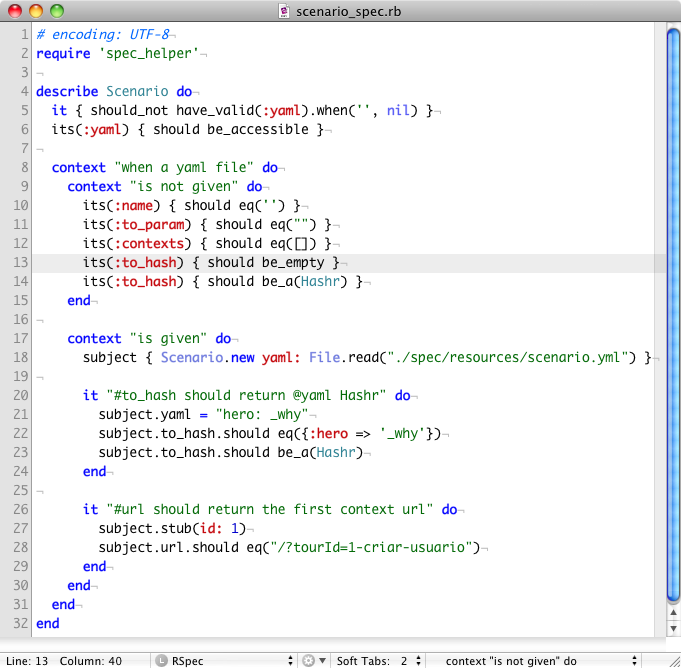 scenario_spec.rb
1 # encoding: UTF-8¬
2 require 'spec_helper'¬
3 ¬
4 describe Scenario do¬
5   it { should_not have_valid(:yaml).when('', nil) }¬
6   its(:yaml) { should be_accessible }¬
7 ¬
8   context "when a yaml file" do¬
9     context "is not given" do¬
10       its(:name) { should eq('') }¬
11       its(:to_param) { should eq("") }¬
12       its(:contexts) { should eq([]) }¬
13       its(:to_hash) { should be_empty }¬
14       its(:to_hash) { should be_a(Hashr) }¬
15     end¬
16 ¬
17     context "is given" do¬
18       subject { Scenario.new yaml: File.read("./spec/resources/scenario.yml") }¬
19 ¬
20       it "#to_hash should return @yaml Hashr" do¬
21         subject.yaml = "hero: _why"¬
22         subject.to_hash.should eq({:hero => '_why'})¬
23         subject.to_hash.should be_a(Hashr)¬
24       end¬
25 ¬
26       it "#url should return the first context url" do¬
27         subject.stub(id: 1)¬
28         subject.url.should eq("/?tourId=1-criar-usuario")¬
29       end¬
30     end¬
31   end¬
32 end
Line: 13 Column: 40 L RSpec Soft Tabs: 2 context "is not given" do